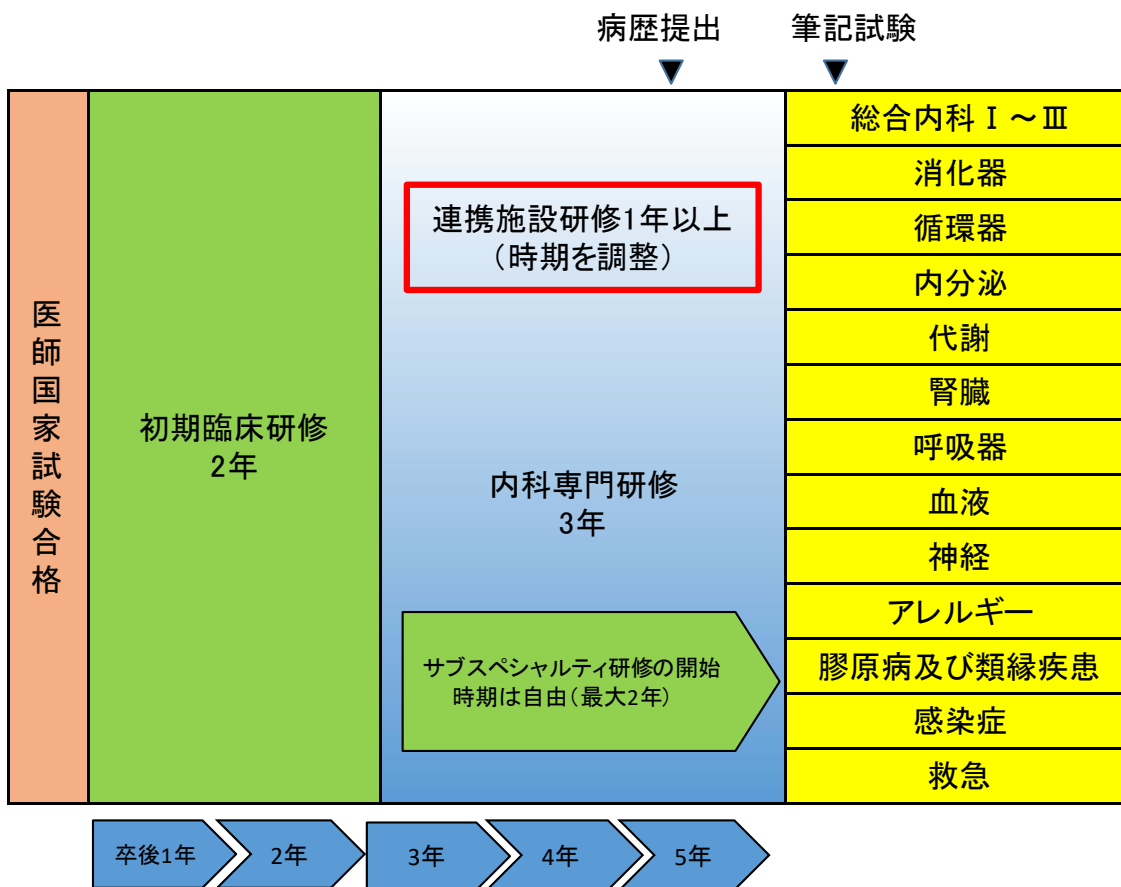 病歴提出
筆記試験
医師国家試験合格
初期臨床研修
2年
連携施設研修1年以上
（時期を調整）
内科専門研修
3年
サブスペシャルティ研修の開始
時期は自由（最大2年）
総合内科Ⅰ～Ⅲ
消化器
循環器
内分泌
代謝
腎臓
呼吸器
血液
神経
アレルギー
膠原病及び類縁疾患
感染症
救急
卒後1年
2年
3年
4年
5年